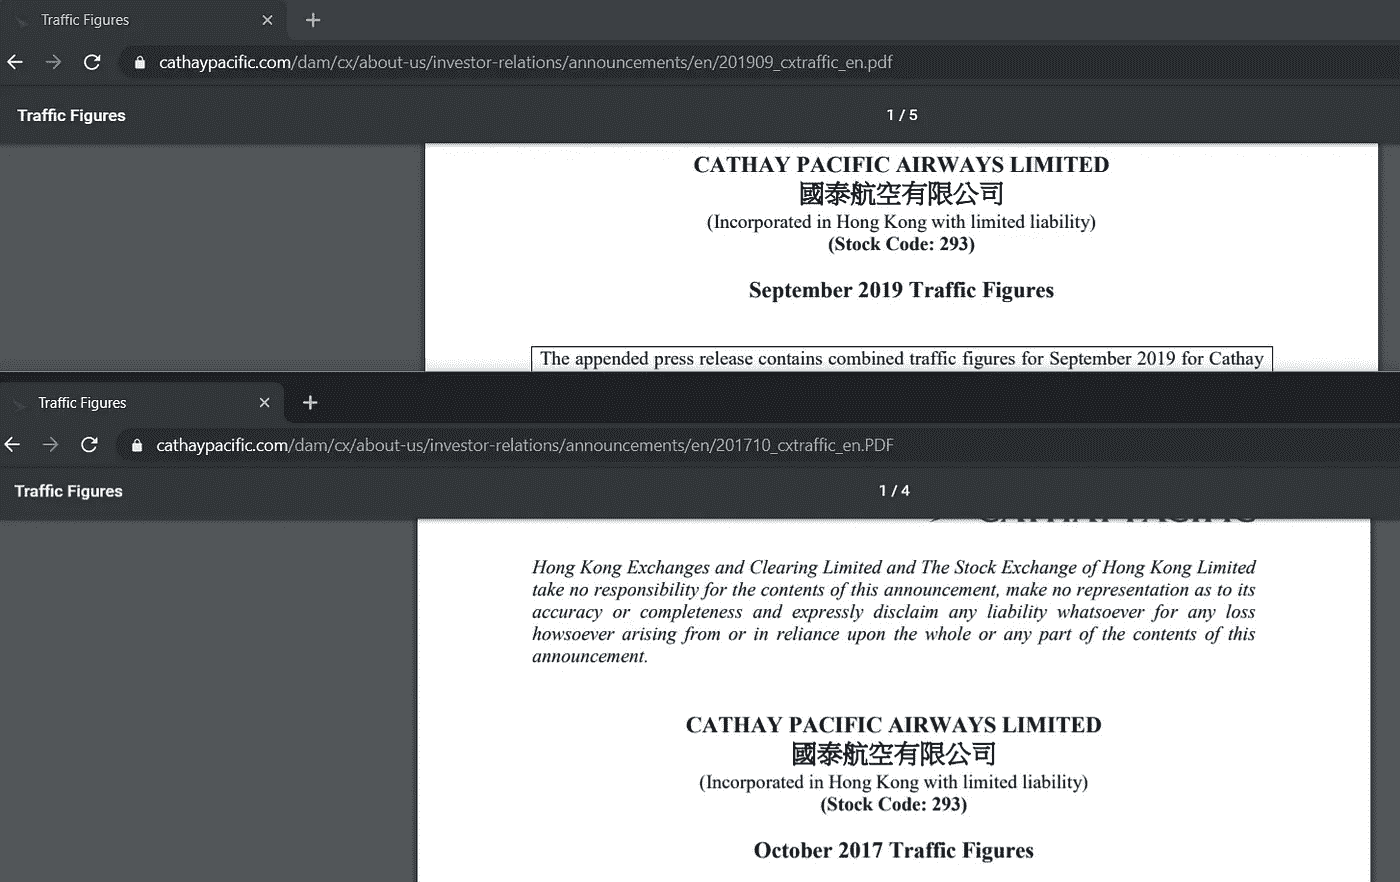 Traffic Figures
cathaypacific.com/dam/cx/about-us/investor-relations/announcements/en/201909_cxtraffic_en.pdf
Traffic Figures 1 / 5
CATHAY PACIFIC AIRWAYS LIMITED
國泰航空有限公司
(Incorporated in Hong Kong with limited liability)
(Stock Code: 293)
September 2019 Traffic Figures
The appended press release contains combined traffic figures for September 2019 for Cathay
Traffic Figures
cathaypacific.com/dam/cx/about-us/investor-relations/announcements/en/201710_cxtraffic_en.PDF
Traffic Figures 1 / 4
Hong Kong Exchanges and Clearing Limited and The Stock Exchange of Hong Kong Limited
take no responsibility for the contents of this announcement, make no representation as to its
accuracy or completeness and expressly disclaim any liability whatsoever for any loss
howsoever arising from or in reliance upon the whole or any part of the contents of this
announcement.
CATHAY PACIFIC AIRWAYS LIMITED
國泰航空有限公司
(Incorporated in Hong Kong with limited liability)
(Stock Code: 293)
October 2017 Traffic Figures